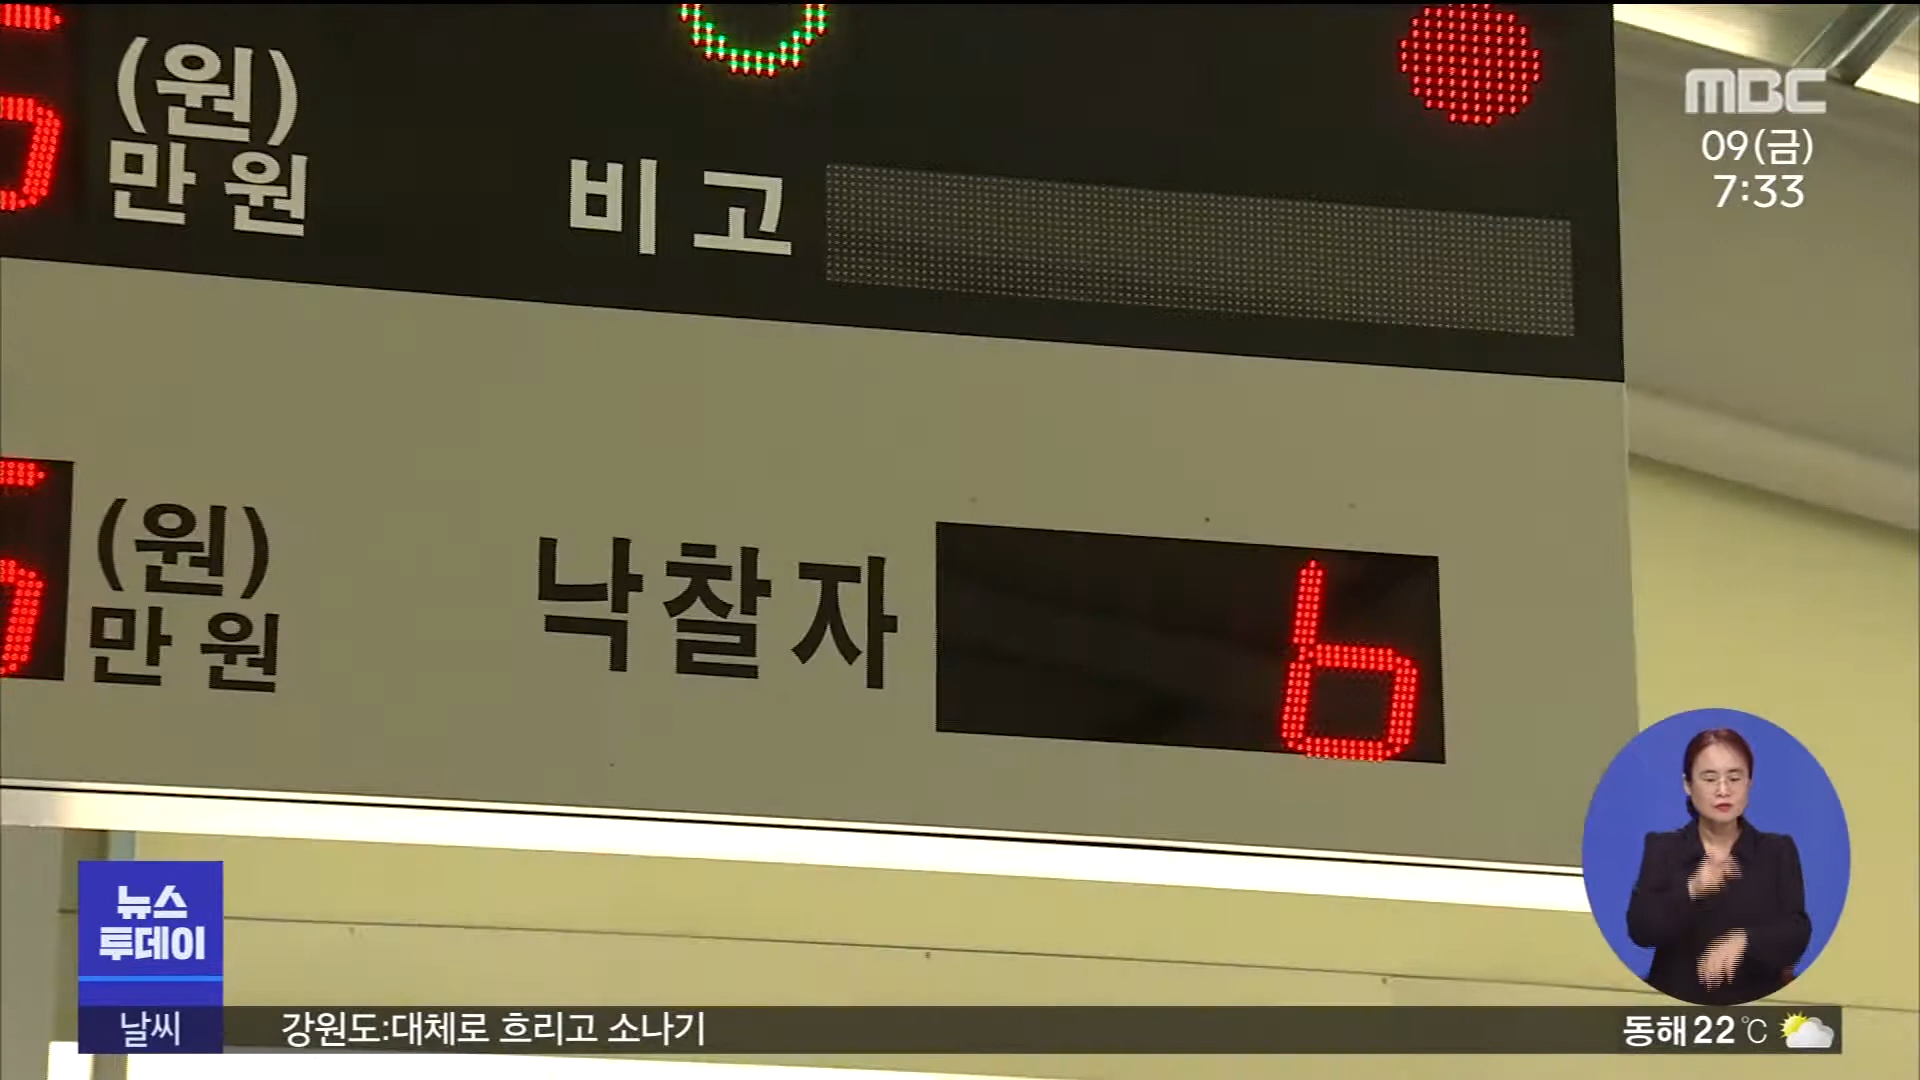 MBC
09(금)
7:33
(원)
만원
비고
(원)
만원
낙찰자
6
뉴스
투데이
날씨
강원도:대체로 흐리고 소나기
동해 22℃